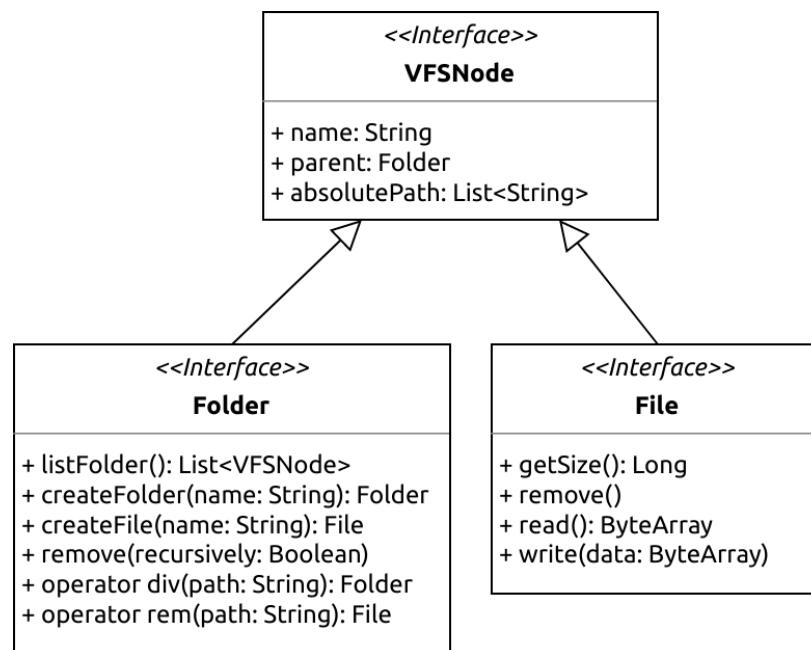 <<Interface>>
VFSNode
+ name: String
+ parent: Folder
+ absolutePath: List<String>
<<Interface>>
Folder
+ listFolder(): List<VFSNode>
+ createFolder(name: String): Folder
+ createFile(name: String): File
+ remove(recursively: Boolean)
+ operator div(path: String): Folder
+ operator rem(path: String): File
<<Interface>>
File
+ getSize(): Long
+ remove()
+ read(): ByteArray
+ write(data: ByteArray)